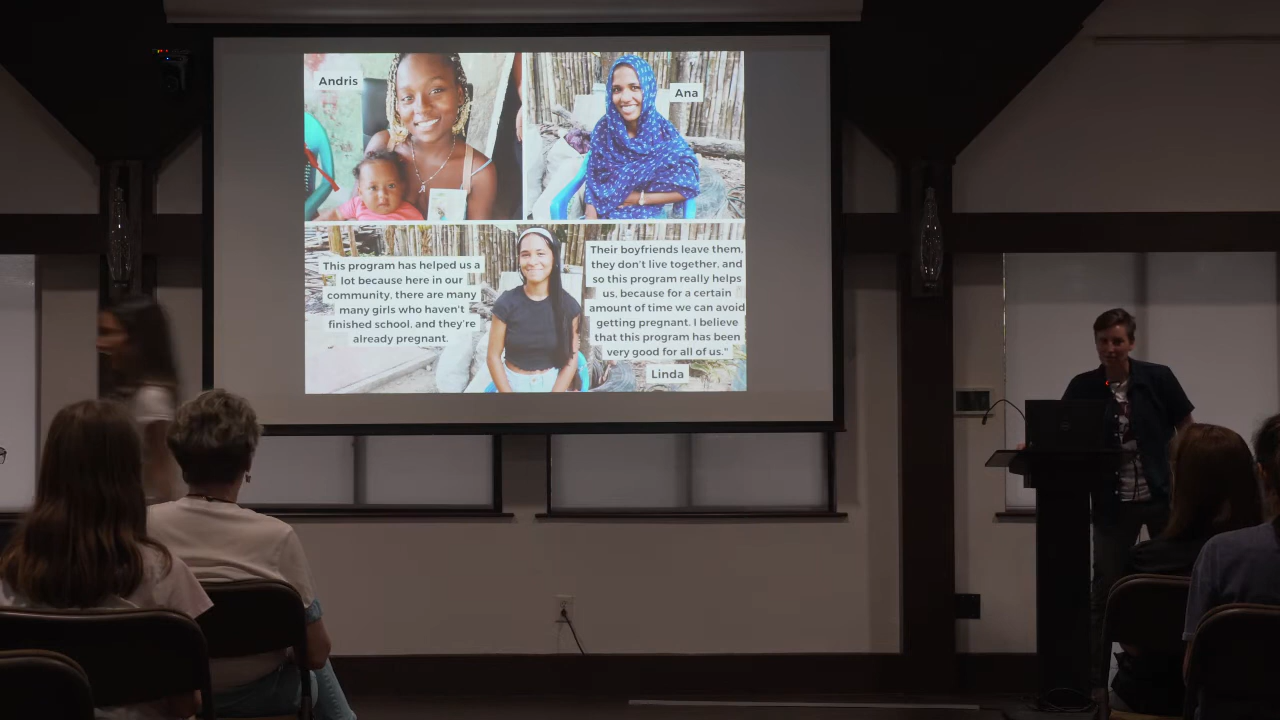 Andris
Ana
This program has helped us a
lot because here in our
community, there are many
many girls who haven't
finished school, and they're
already pregnant.
Their boyfriends leave them,
they don't live together, and
so this program really helps
us, because for a certain
amount of time we can avoid
getting pregnant. I believe
that this program has been
very good for all of us."
Linda